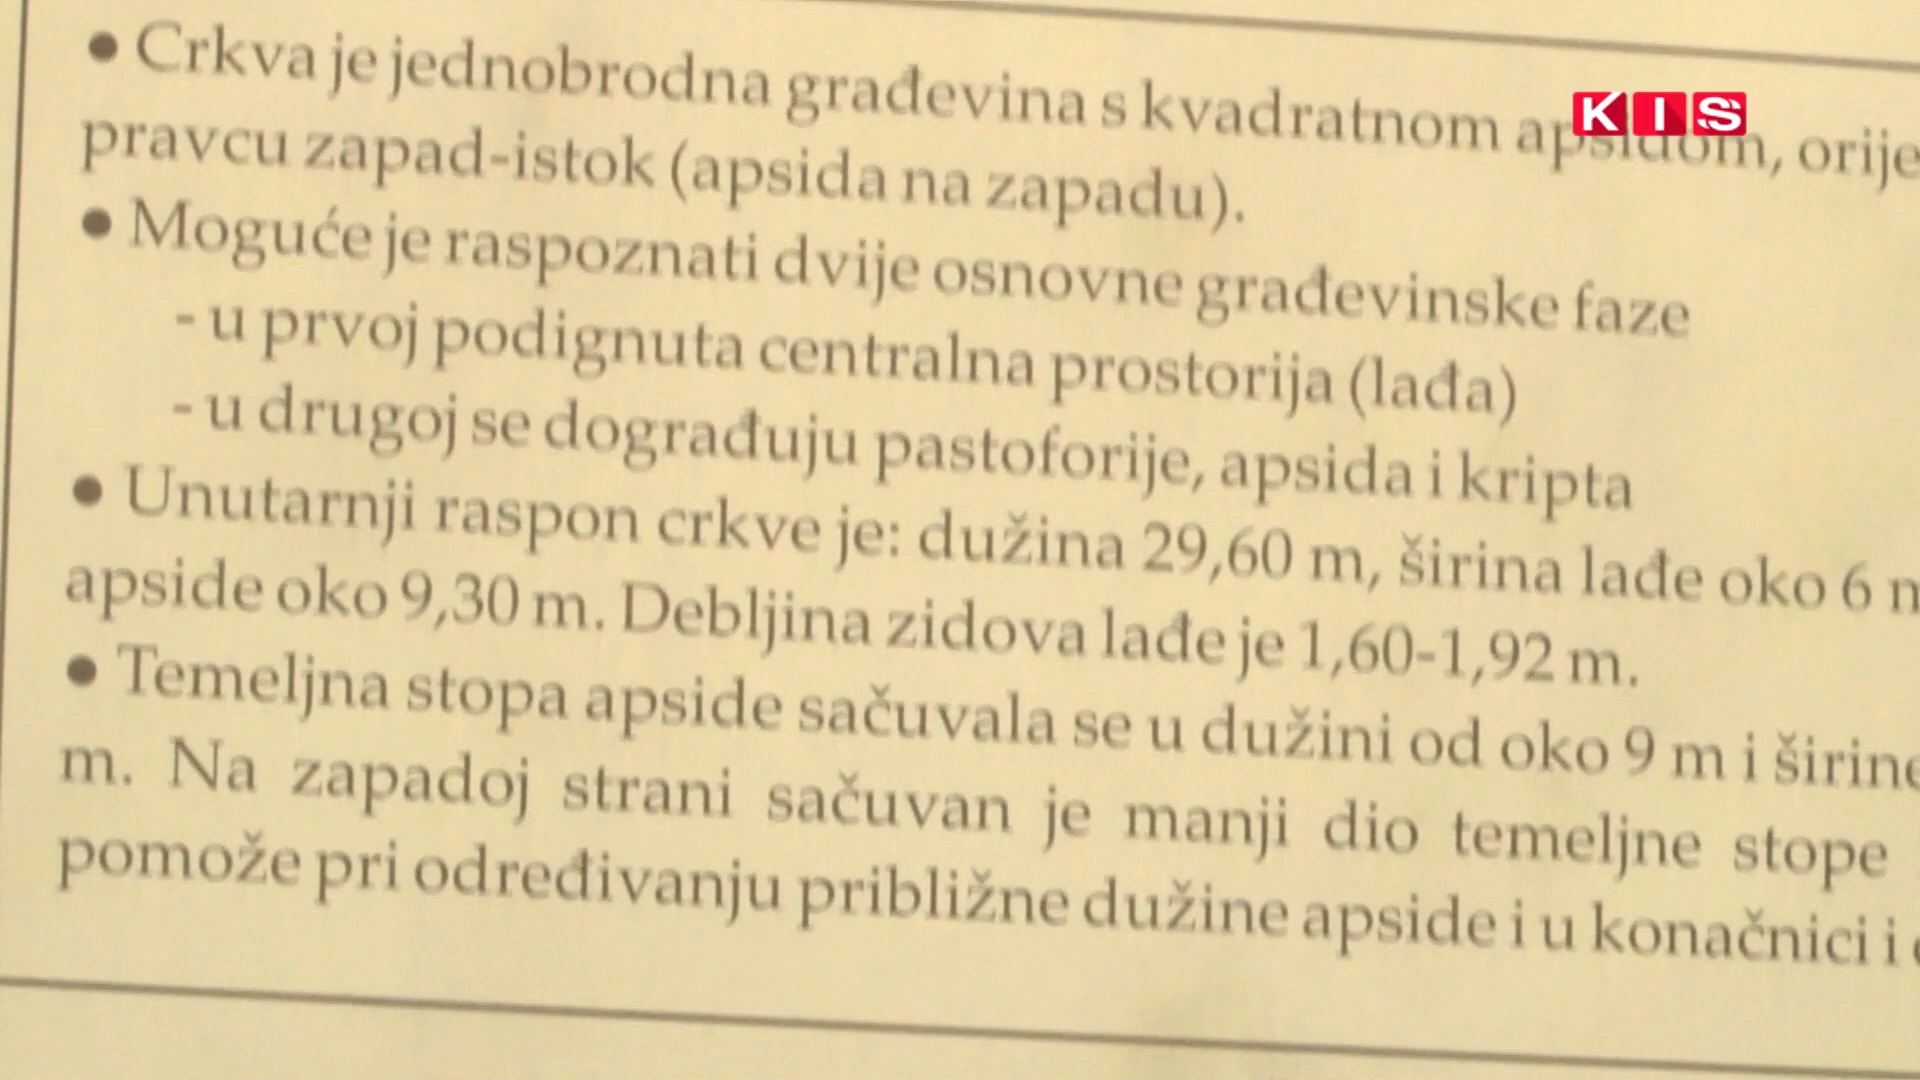 • Crkva je jednobrodna građevina s kvadratnom apsidom,
KIS
pravcu zapad-istok (apsida na zapadu).
• Moguće je raspoznati dvije osnovne građevinske faze
- u prvoj podignuta centralna prostorija (lađa)
- u drugoj se dograđuju pastoforije, apsida i kripta
• Unutarnji raspon crkve je: dužina 29,60 m, širina lađe oko 6
apside oko 9,30 m. Debljina zidova lađe je 1,60-1,92 m.
• Temeljna stopa apside sačuvala se u dužini od oko 9 m i
m. Na zapadoj strani sačuvan je manji dio temeljne stope
pomože pri određivanju približne dužine apside i u konačnici i